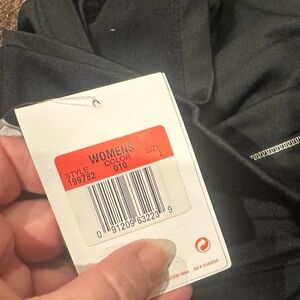 WOMENS
STYLE COLOR SIZE
199782 010 L
0 91209 63223 9